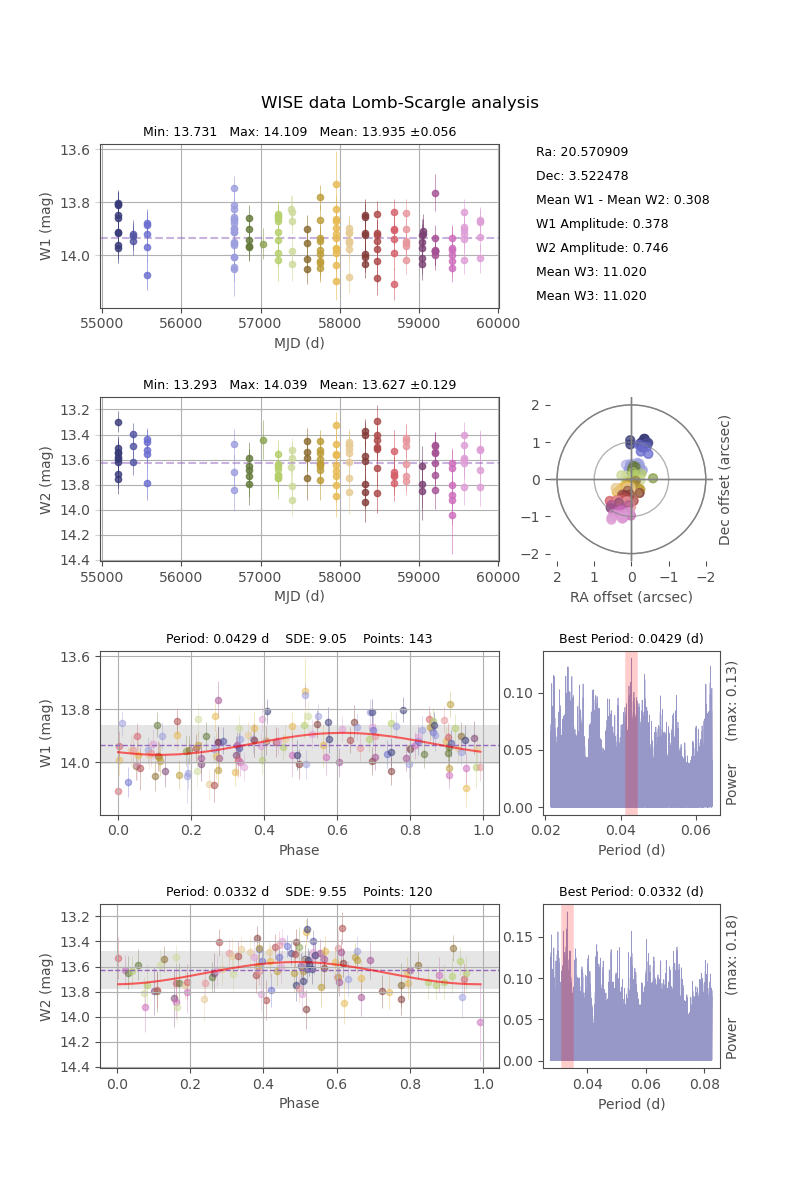 WISE data Lomb-Scargle analysis
Min: 13.731 Max: 14.109 Mean: 13.935 ±0.056
13.6
13.8
14.0
W1 (mag)
55000 56000 57000 58000 59000 60000
MJD (d)
Ra: 20.570909
Dec: 3.522478
Mean W1 - Mean W2: 0.308
W1 Amplitude: 0.378
W2 Amplitude: 0.746
Mean W3: 11.020
Mean W3: 11.020
Min: 13.293 Max: 14.039 Mean: 13.627 ±0.129
13.2
13.4
13.6
13.8
14.0
14.2
14.4
W2 (mag)
55000 56000 57000 58000 59000 60000
MJD (d)
2
1
0
−1
−2
2 1 0 −1 −2
RA offset (arcsec)
Dec offset (arcsec)
Period: 0.0429 d SDE: 9.05 Points: 143
13.6
13.8
14.0
W1 (mag)
0.0 0.2 0.4 0.6 0.8 1.0
Phase
Best Period: 0.0429 (d)
0.10
0.05
0.00
0.02 0.04 0.06
Period (d)
Power (max: 0.13)
Period: 0.0332 d SDE: 9.55 Points: 120
13.2
13.4
13.6
13.8
14.0
14.2
14.4
W2 (mag)
0.0 0.2 0.4 0.6 0.8 1.0
Phase
Best Period: 0.0332 (d)
0.15
0.10
0.05
0.00
0.04 0.06 0.08
Period (d)
Power (max: 0.18)